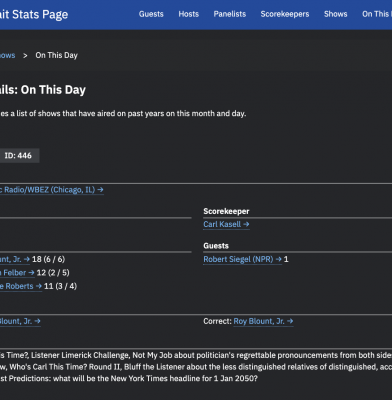 ait Stats Page Guests Hosts Panelists Scorekeepers Shows On This
hows > On This Day
ails: On This Day
es a list of shows that have aired on past years on this month and day.
ID: 446
c Radio/WBEZ (Chicago, IL) →
Scorekeeper
Carl Kasell →
Guests
unt, Jr. → 18 (6 / 6) Robert Siegel (NPR) → 1
Felber → 12 (2 / 5)
e Roberts → 11 (3 / 4)
Blount, Jr. → Correct: Roy Blount, Jr. →
is Time?, Listener Limerick Challenge, Not My Job about politician's regrettable pronouncements from both side
w, Who's Carl This Time? Round II, Bluff the Listener about the less distinguished relatives of distinguished, acc
st Predictions: what will be the New York Times headline for 1 Jan 2050?